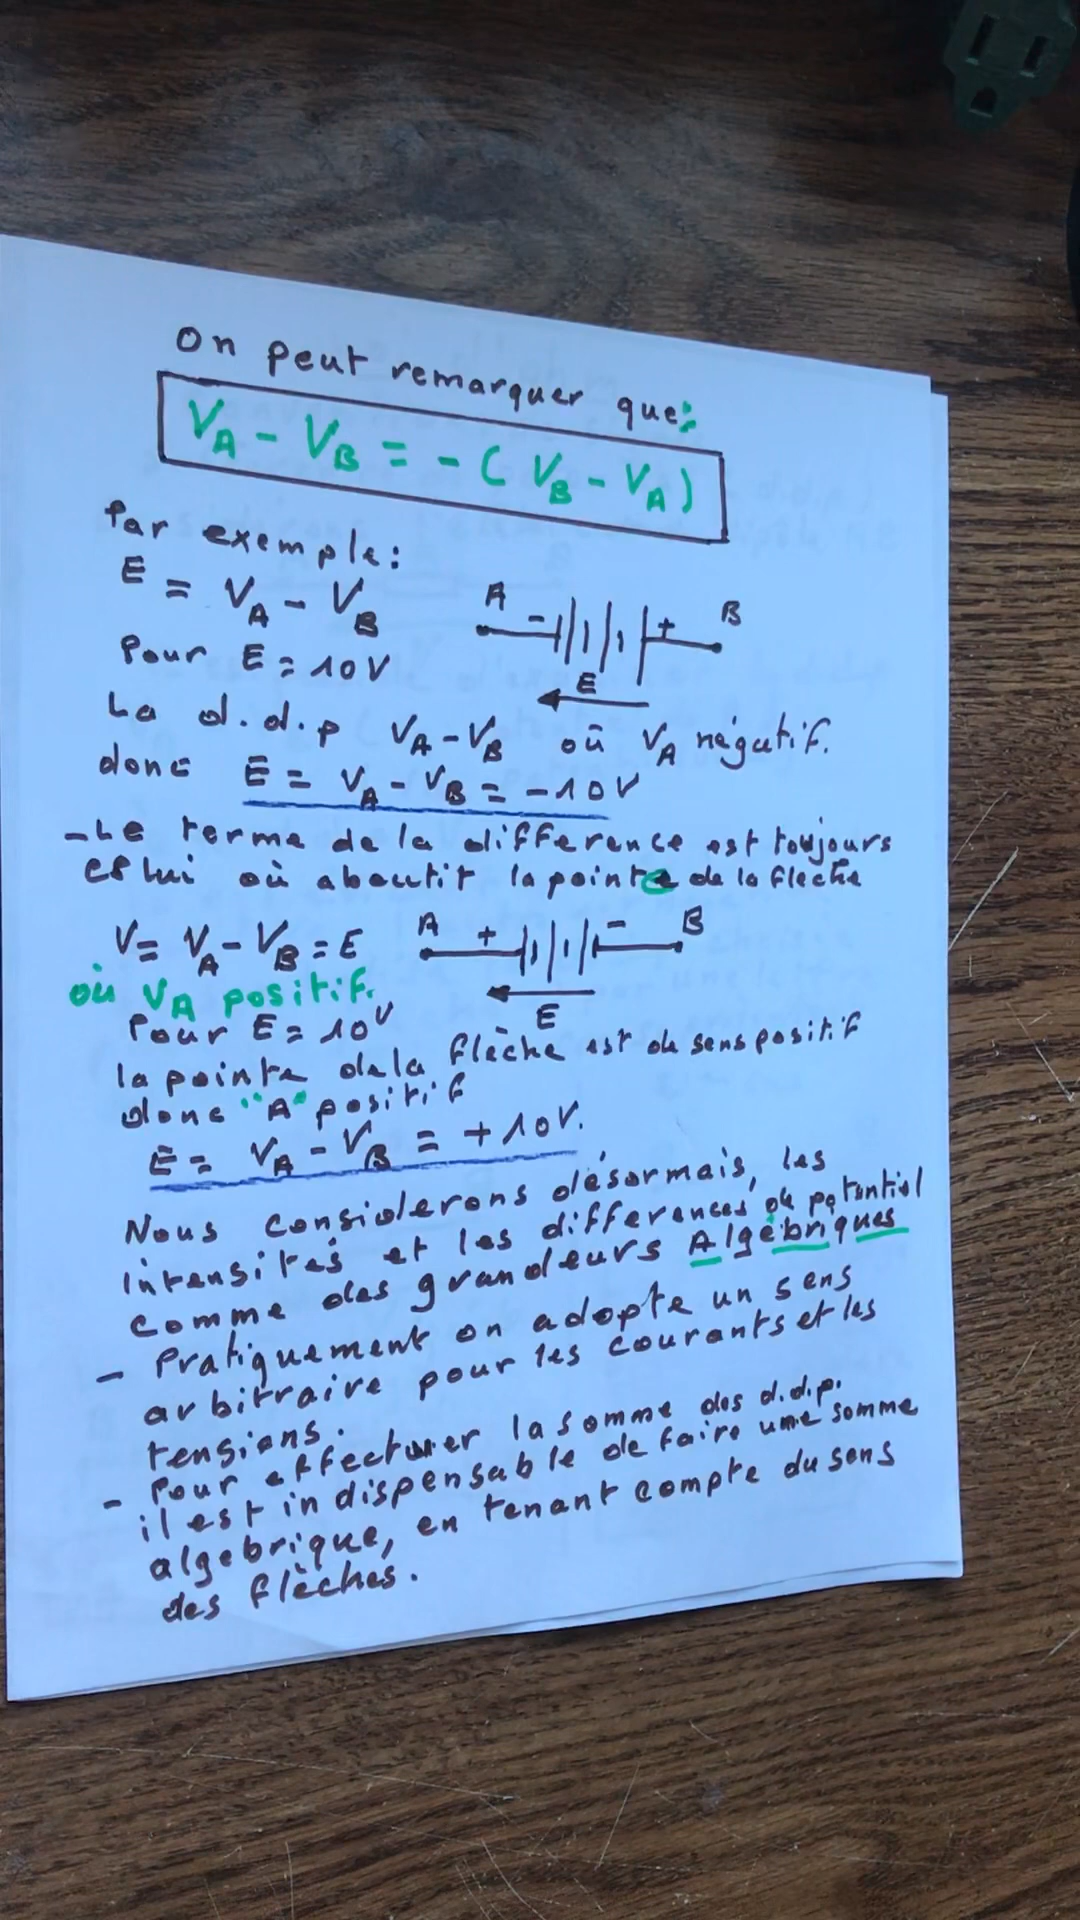 On peut remarquer que:
VA - VB = - ( VB - VA )
Par exemple:
E = VA - VB
A - + B
Pour E = 10V
E
La d.d.p VA - VB où VA négatif.
donc E = VA - VB = -10V
- Le terme de la difference est toujours
celui où aboutit la pointe de la fleche
V = VA - VB = E
A + - B
où VA positif.
E
Pour E = 10V
la pointe de la flèche est de sens positif
donc "A" positif
E = VA - VB = +10V.
Nous considerons désormais, les
intensités et les differences de potentiel
comme des grandeurs Algébriques
- Pratiquement on adopte un sens
arbitraire pour les courants et les
tensions.
- Pour effectuer la somme des d.d.p.
il est indispensable de faire une somme
algebrique, en tenant compte du sens
des flèches.